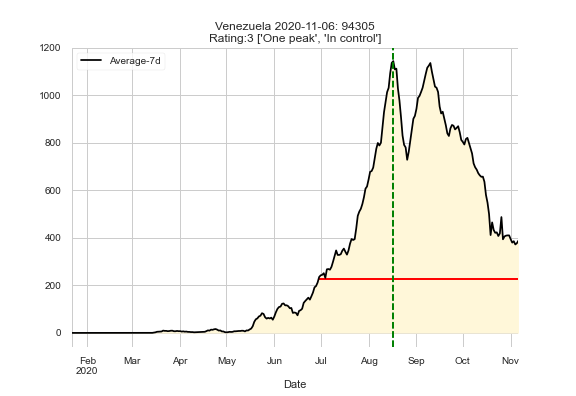 Venezuela 2020-11-06: 94305
Rating:3 ['One peak', 'In control']
Average-7d
1200
1000
800
600
400
200
0
Feb Mar Apr May Jun Jul Aug Sep Oct Nov
2020
Date